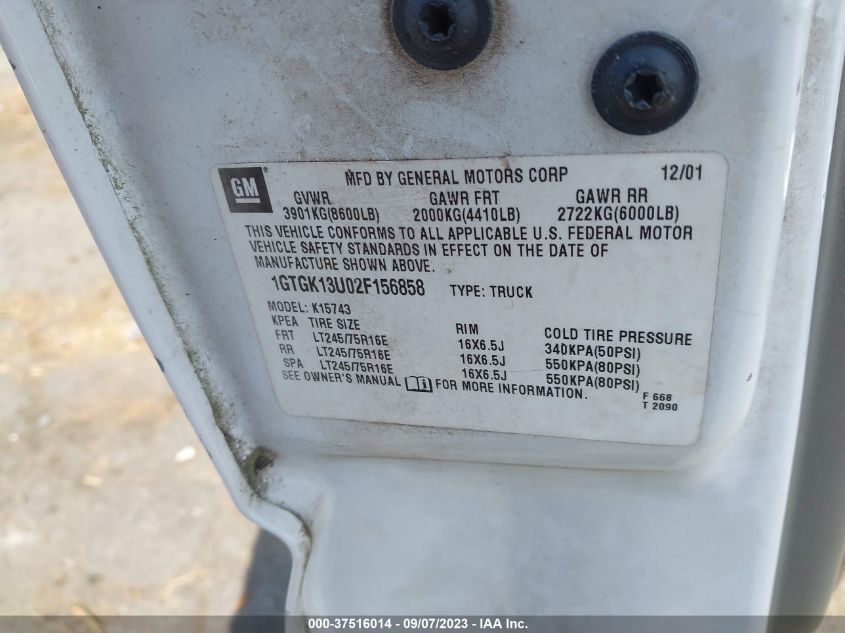 GM
MFD BY GENERAL MOTORS CORP 12/01
GVWR GAWR FRT GAWR RR
3901KG(8600LB) 2000KG(4410LB) 2722KG(6000LB)
THIS VEHICLE CONFORMS TO ALL APPLICABLE U.S. FEDERAL MOTOR
VEHICLE SAFETY STANDARDS IN EFFECT ON THE DATE OF
MANUFACTURE SHOWN ABOVE.
1GTGK13U02F156858 TYPE: TRUCK
MODEL: K15743
KPEA TIRE SIZE RIM COLD TIRE PRESSURE
FRT LT245/75R16E 16X6.5J 340KPA(50PSI)
RR LT245/75R16E 16X6.5J 550KPA(80PSI)
SPA LT245/75R16E 16X6.5J 550KPA(80PSI)
SEE OWNER'S MANUAL FOR MORE INFORMATION.
F 668
T 2090
000-37516014 - 09/07/2023 - IAA Inc.